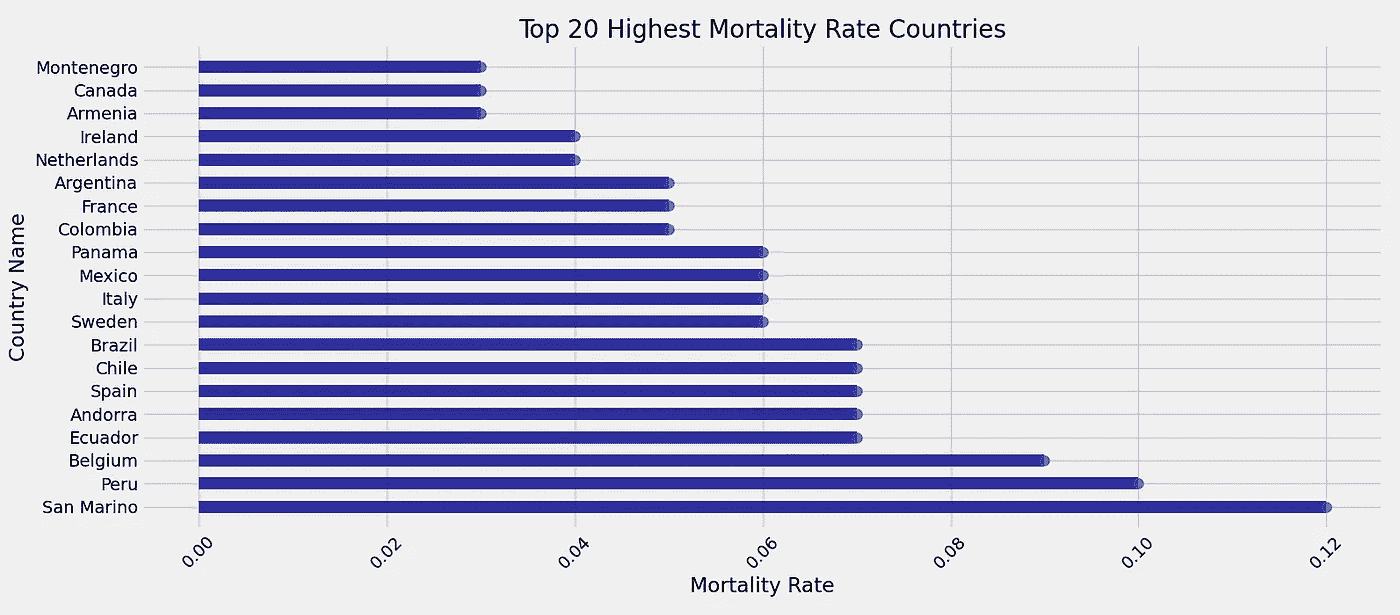 Top 20 Highest Mortality Rate Countries
Country Name
Montenegro
Canada
Armenia
Ireland
Netherlands
Argentina
France
Colombia
Panama
Mexico
Italy
Sweden
Brazil
Chile
Spain
Andorra
Ecuador
Belgium
Peru
San Marino
0.00 0.02 0.04 0.06 0.08 0.10 0.12
Mortality Rate